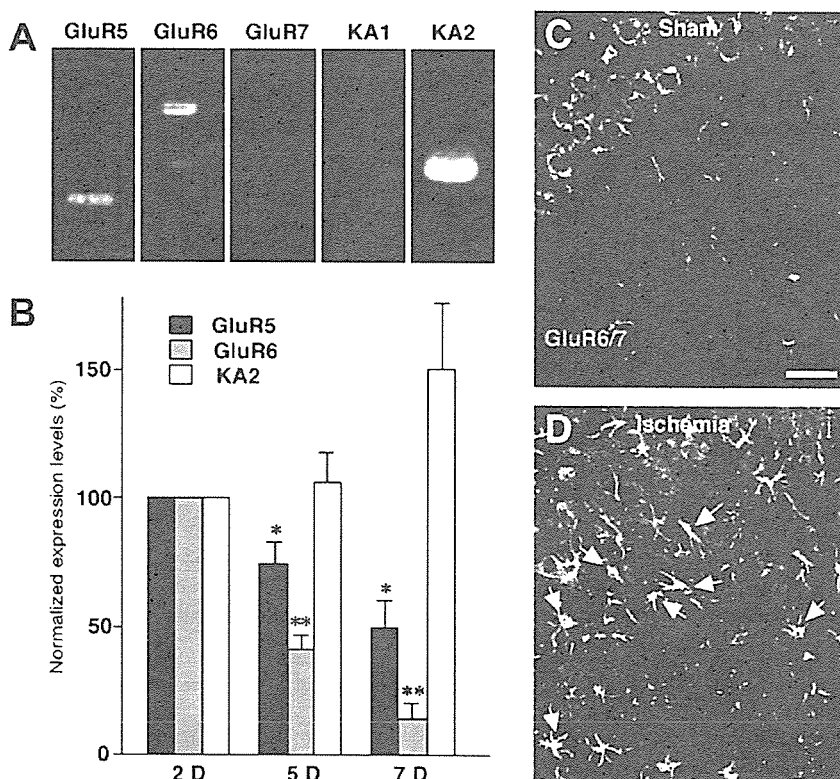 A
GluR5 GluR6 GluR7 KA1 KA2
B
GluR5
GluR6
KA2
Normalized expression levels (%)
150
100
50
0
*
**
*
**
2 D 5 D 7 D
C
Sham
GluR6/7
D
Ischemia